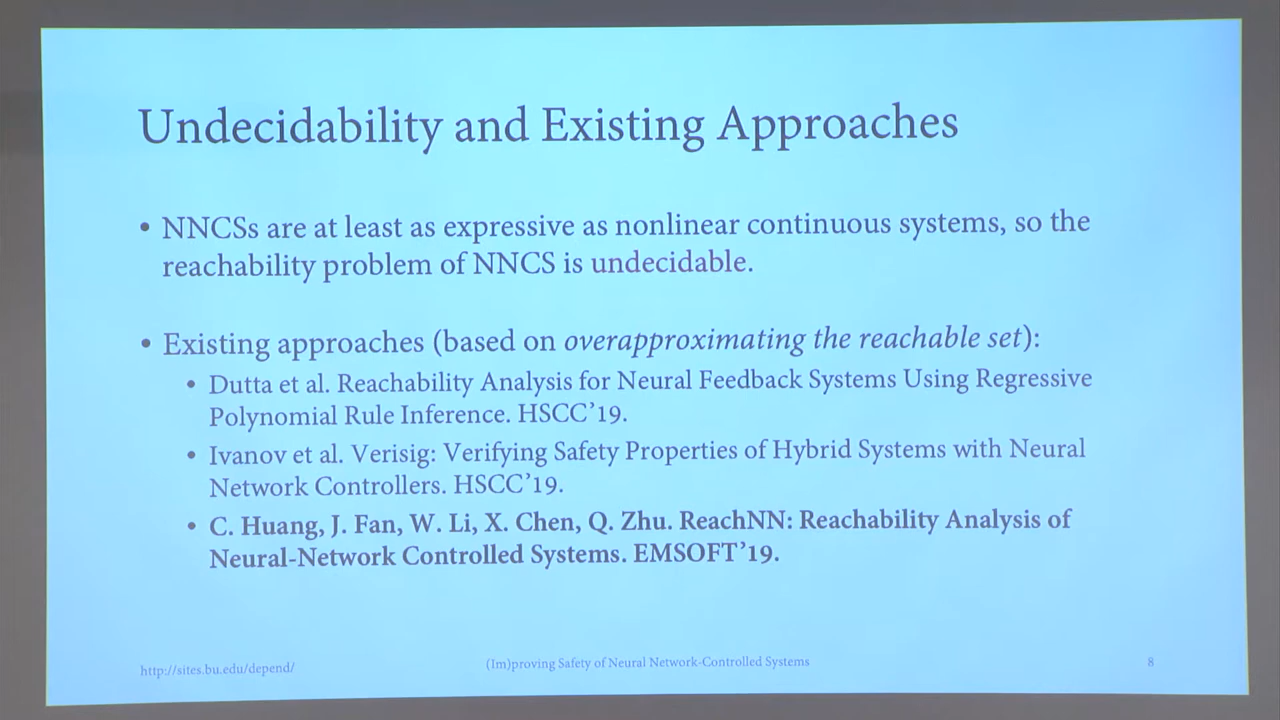 Undecidability and Existing Approaches
• NNCSs are at least as expressive as nonlinear continuous systems, so the
reachability problem of NNCS is undecidable.
• Existing approaches (based on overapproximating the reachable set):
• Dutta et al. Reachability Analysis for Neural Feedback Systems Using Regressive
Polynomial Rule Inference. HSCC’19.
• Ivanov et al. Verisig: Verifying Safety Properties of Hybrid Systems with Neural
Network Controllers. HSCC’19.
• C. Huang, J. Fan, W. Li, X. Chen, Q. Zhu. ReachNN: Reachability Analysis of
Neural-Network Controlled Systems. EMSOFT’19.
http://sites.bu.edu/depend/
(Im)proving Safety of Neural Network-Controlled Systems
8